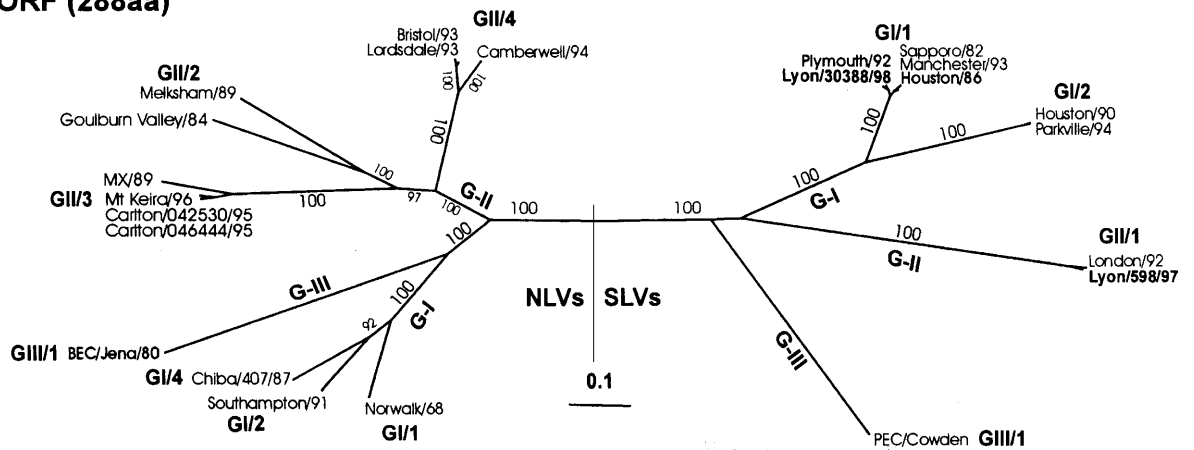 ORF (288aa)
GII/4
Bristol/93
Lordsdale/93
Camberwell/94
100
100
100
GII/2
Melksham/89
Goulburn Valley/84
100
97
GII/3
MX/89
Mt Keira/96
Carlton/042530/95
Carlton/046444/95
100
G-II
100
100
100
G-III
100
G-I
92
GIII/1 BEC/Jena/80
GI/4 Chiba/407/87
Southampton/91
GI/2
Norwalk/68
GI/1
NLVs
SLVs
0.1
GI/1
Plymouth/92
Lyon/30388/98
Sapporo/82
Manchester/93
Houston/86
GI/2
Houston/90
Parkville/94
100
100
100
G-I
100
100
G-II
GII/1
London/92
Lyon/598/97
G-III
PEC/Cowden GIII/1